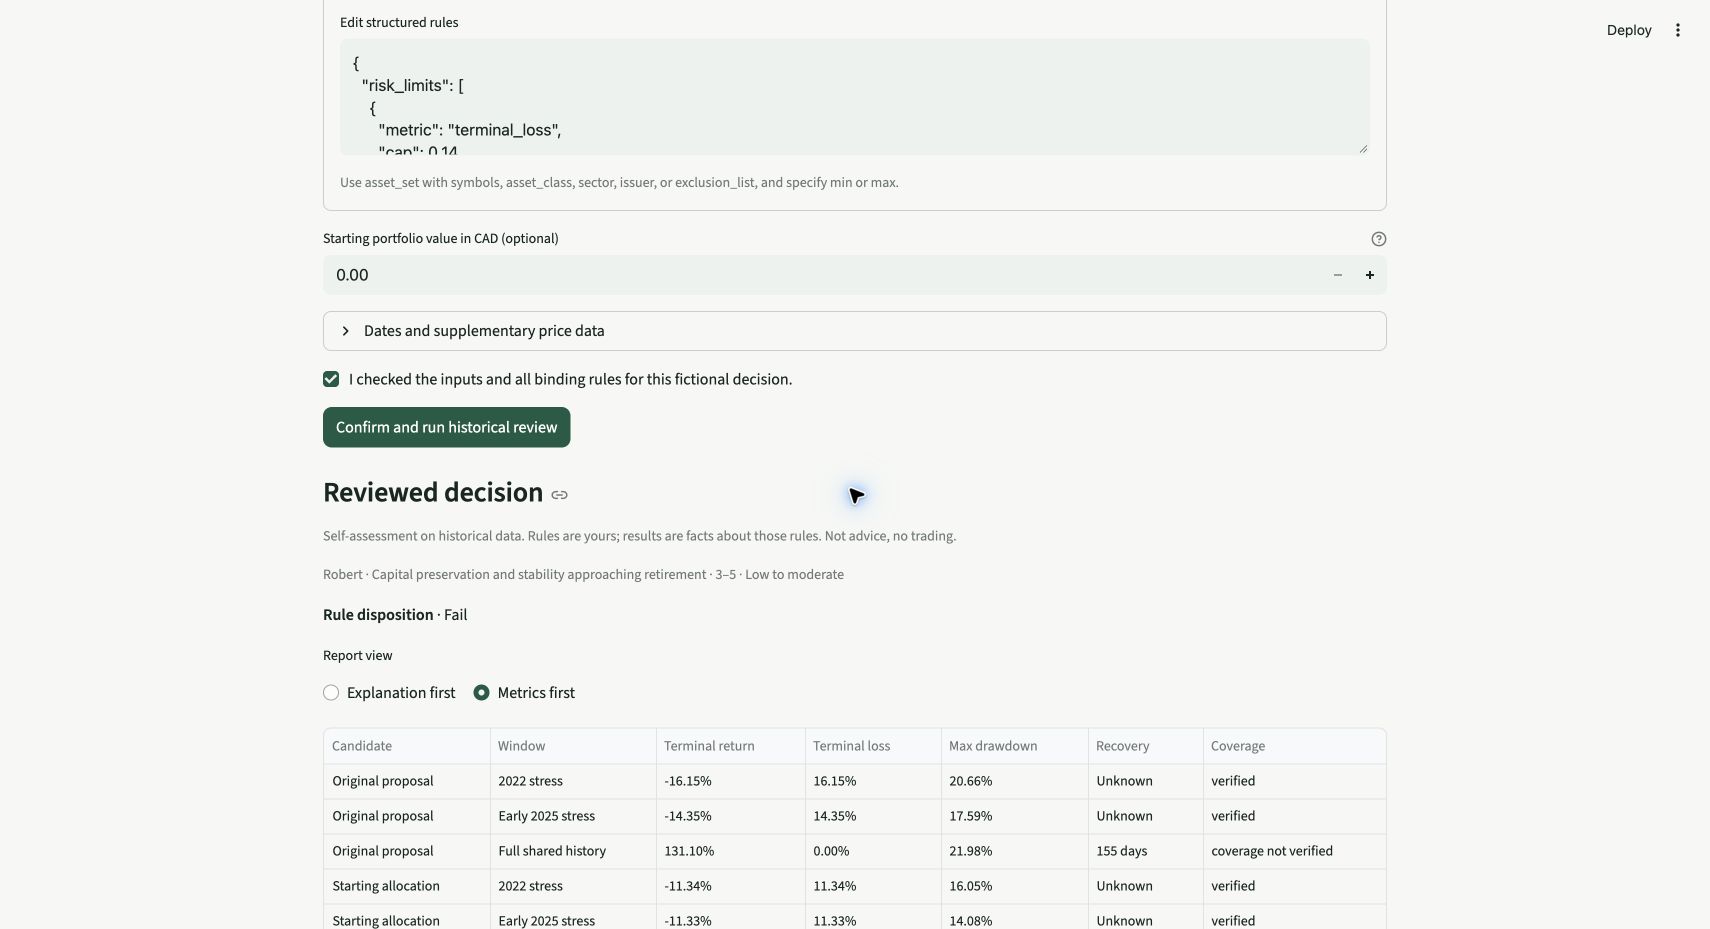 Deploy
Edit structured rules
{
"risk_limits": [
{
"metric": "terminal_loss",
"cap": 0.14
Use asset_set with symbols, asset_class, sector, issuer, or exclusion_list, and specify min or max.
Starting portfolio value in CAD (optional)
0.00
Dates and supplementary price data
I checked the inputs and all binding rules for this fictional decision.
Confirm and run historical review
Reviewed decision
Self-assessment on historical data. Rules are yours; results are facts about those rules. Not advice, no trading.
Robert · Capital preservation and stability approaching retirement · 3–5 · Low to moderate
Rule disposition · Fail
Report view
Explanation first Metrics first
Candidate Window Terminal return Terminal loss Max drawdown Recovery Coverage
Original proposal 2022 stress -16.15% 16.15% 20.66% Unknown verified
Original proposal Early 2025 stress -14.35% 14.35% 17.59% Unknown verified
Original proposal Full shared history 131.10% 0.00% 21.98% 155 days coverage not verified
Starting allocation 2022 stress -11.34% 11.34% 16.05% Unknown verified
Starting allocation Early 2025 stress -11.33% 11.33% 14.08% Unknown verified